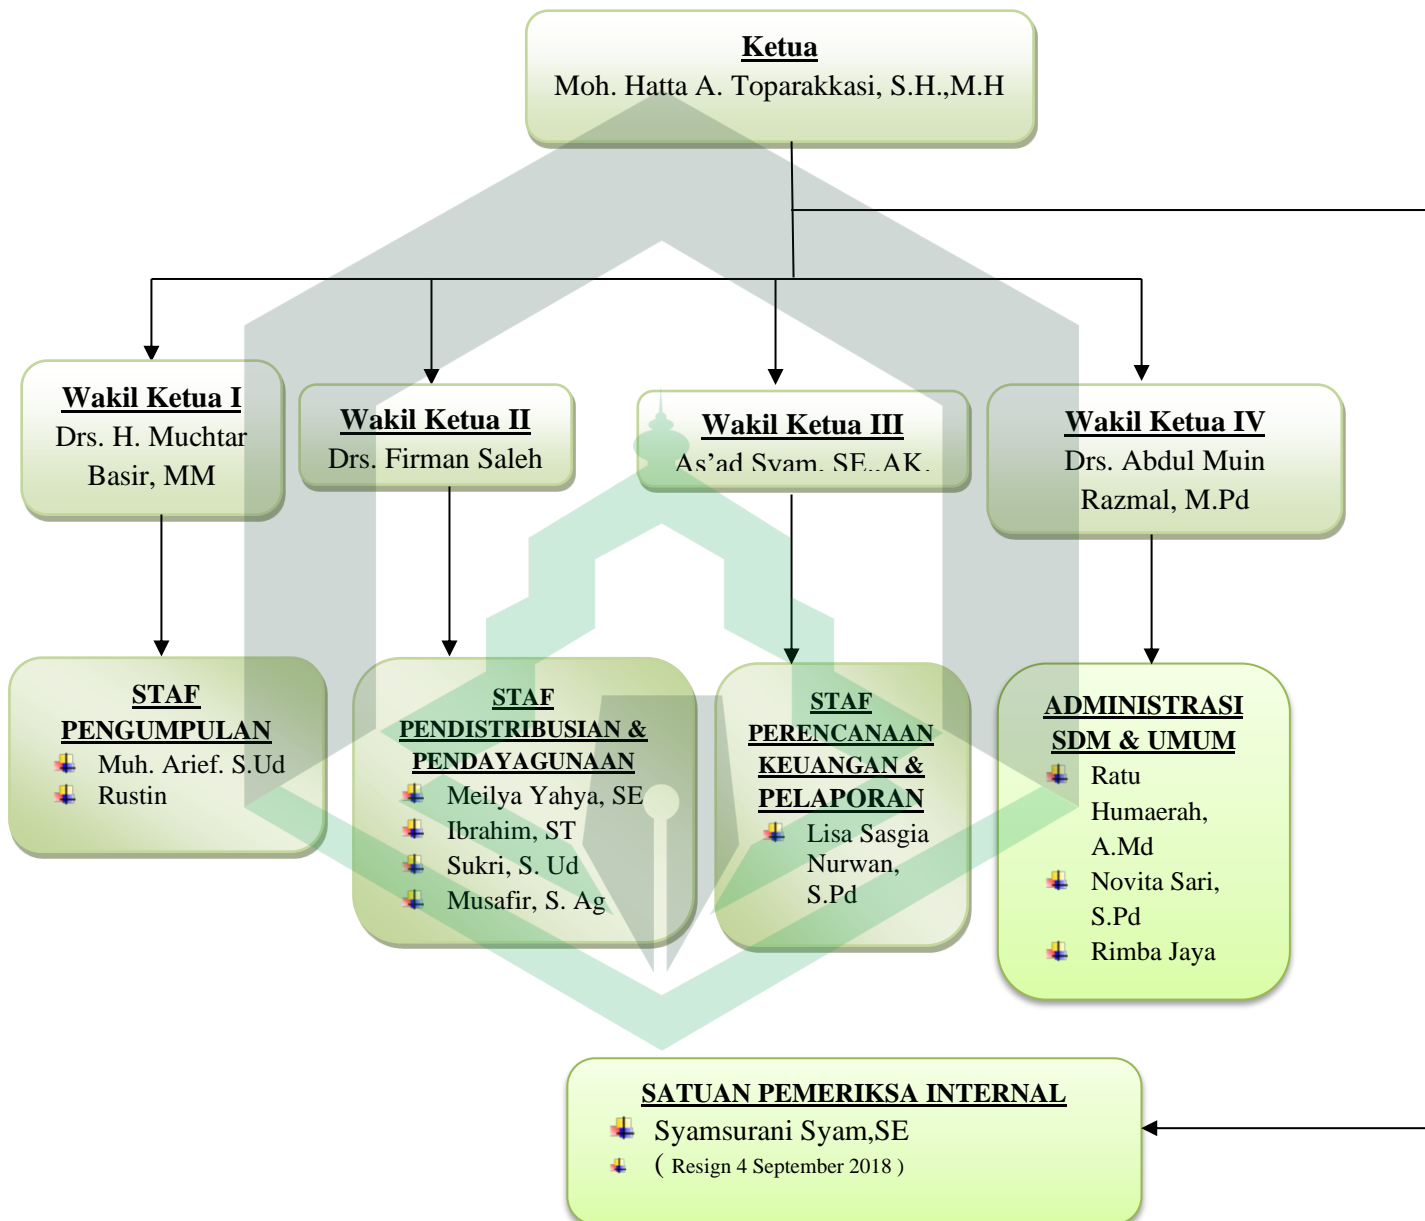 Ketua
Moh. Hatta A. Toparakkasi, S.H.,M.H
Wakil Ketua I
Drs. H. Muchtar
Basir, MM
Wakil Ketua II
Drs. Firman Saleh
Wakil Ketua III
As’ad Syam, SE.,AK.
Wakil Ketua IV
Drs. Abdul Muin
Razmal, M.Pd
STAF
PENGUMPULAN
Muh. Arief. S.Ud
Rustin
STAF
PENDISTRIBUSIAN &
PENDAYAGUNAAN
Meilya Yahya, SE
Ibrahim, ST
Sukri, S. Ud
Musafir, S. Ag
STAF
PERENCANAAN
KEUANGAN &
PELAPORAN
Lisa Sasgia
Nurwan,
S.Pd
ADMINISTRASI
SDM & UMUM
Ratu
Humaerah,
A.Md
Novita Sari,
S.Pd
Rimba Jaya
SATUAN PEMERIKSA INTERNAL
Syamsurani Syam,SE
( Resign 4 September 2018 )